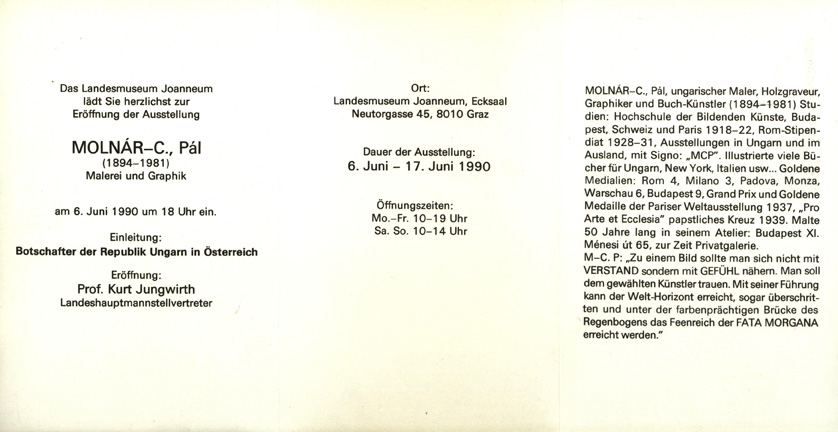 Das Landesmuseum Joanneum
lädt Sie herzlichst zur
Eröffnung der Ausstellung
MOLNÁR–C., Pál
(1894–1981)
Malerei und Graphik
am 6. Juni 1990 um 18 Uhr ein.
Einleitung:
Botschafter der Republik Ungarn in Österreich
Eröffnung:
Prof. Kurt Jungwirth
Landeshauptmannstellvertreter
Ort:
Landesmuseum Joanneum, Ecksaal
Neutorgasse 45, 8010 Graz
Dauer der Ausstellung:
6. Juni – 17. Juni 1990
Öffnungszeiten:
Mo.–Fr. 10–19 Uhr
Sa. So. 10–14 Uhr
MOLNÁR–C., Pál, ungarischer Maler, Holzgraveur,
Graphiker und Buch-Künstler (1894–1981) Stu-
dien: Hochschule der Bildenden Künste, Buda-
pest, Schweiz und Paris 1918–22, Rom-Stipen-
diat 1928–31, Ausstellungen in Ungarn und im
Ausland, mit Signo: „MCP”. Illustrierte viele Bü-
cher für Ungarn, New York, Italien usw... Goldene
Medialien: Rom 4, Milano 3, Padova, Monza,
Warschau 6, Budapest 9, Grand Prix und Goldene
Medaille der Pariser Weltausstellung 1937, „Pro
Arte et Ecclesia” papstliches Kreuz 1939. Malte
50 Jahre lang in seinem Atelier: Budapest XI.
Ménesi út 65, zur Zeit Privatgalerie.
M–C. P: „Zu einem Bild sollte man sich nicht mit
VERSTAND sondern mit GEFÜHL nähern. Man soll
dem gewählten Künstler trauen. Mit seiner Führung
kann der Welt-Horizont erreicht, sogar überschrit-
ten und unter der farbenprächtigen Brücke des
Regenbogens das Feenreich der FATA MORGANA
erreicht werden.”